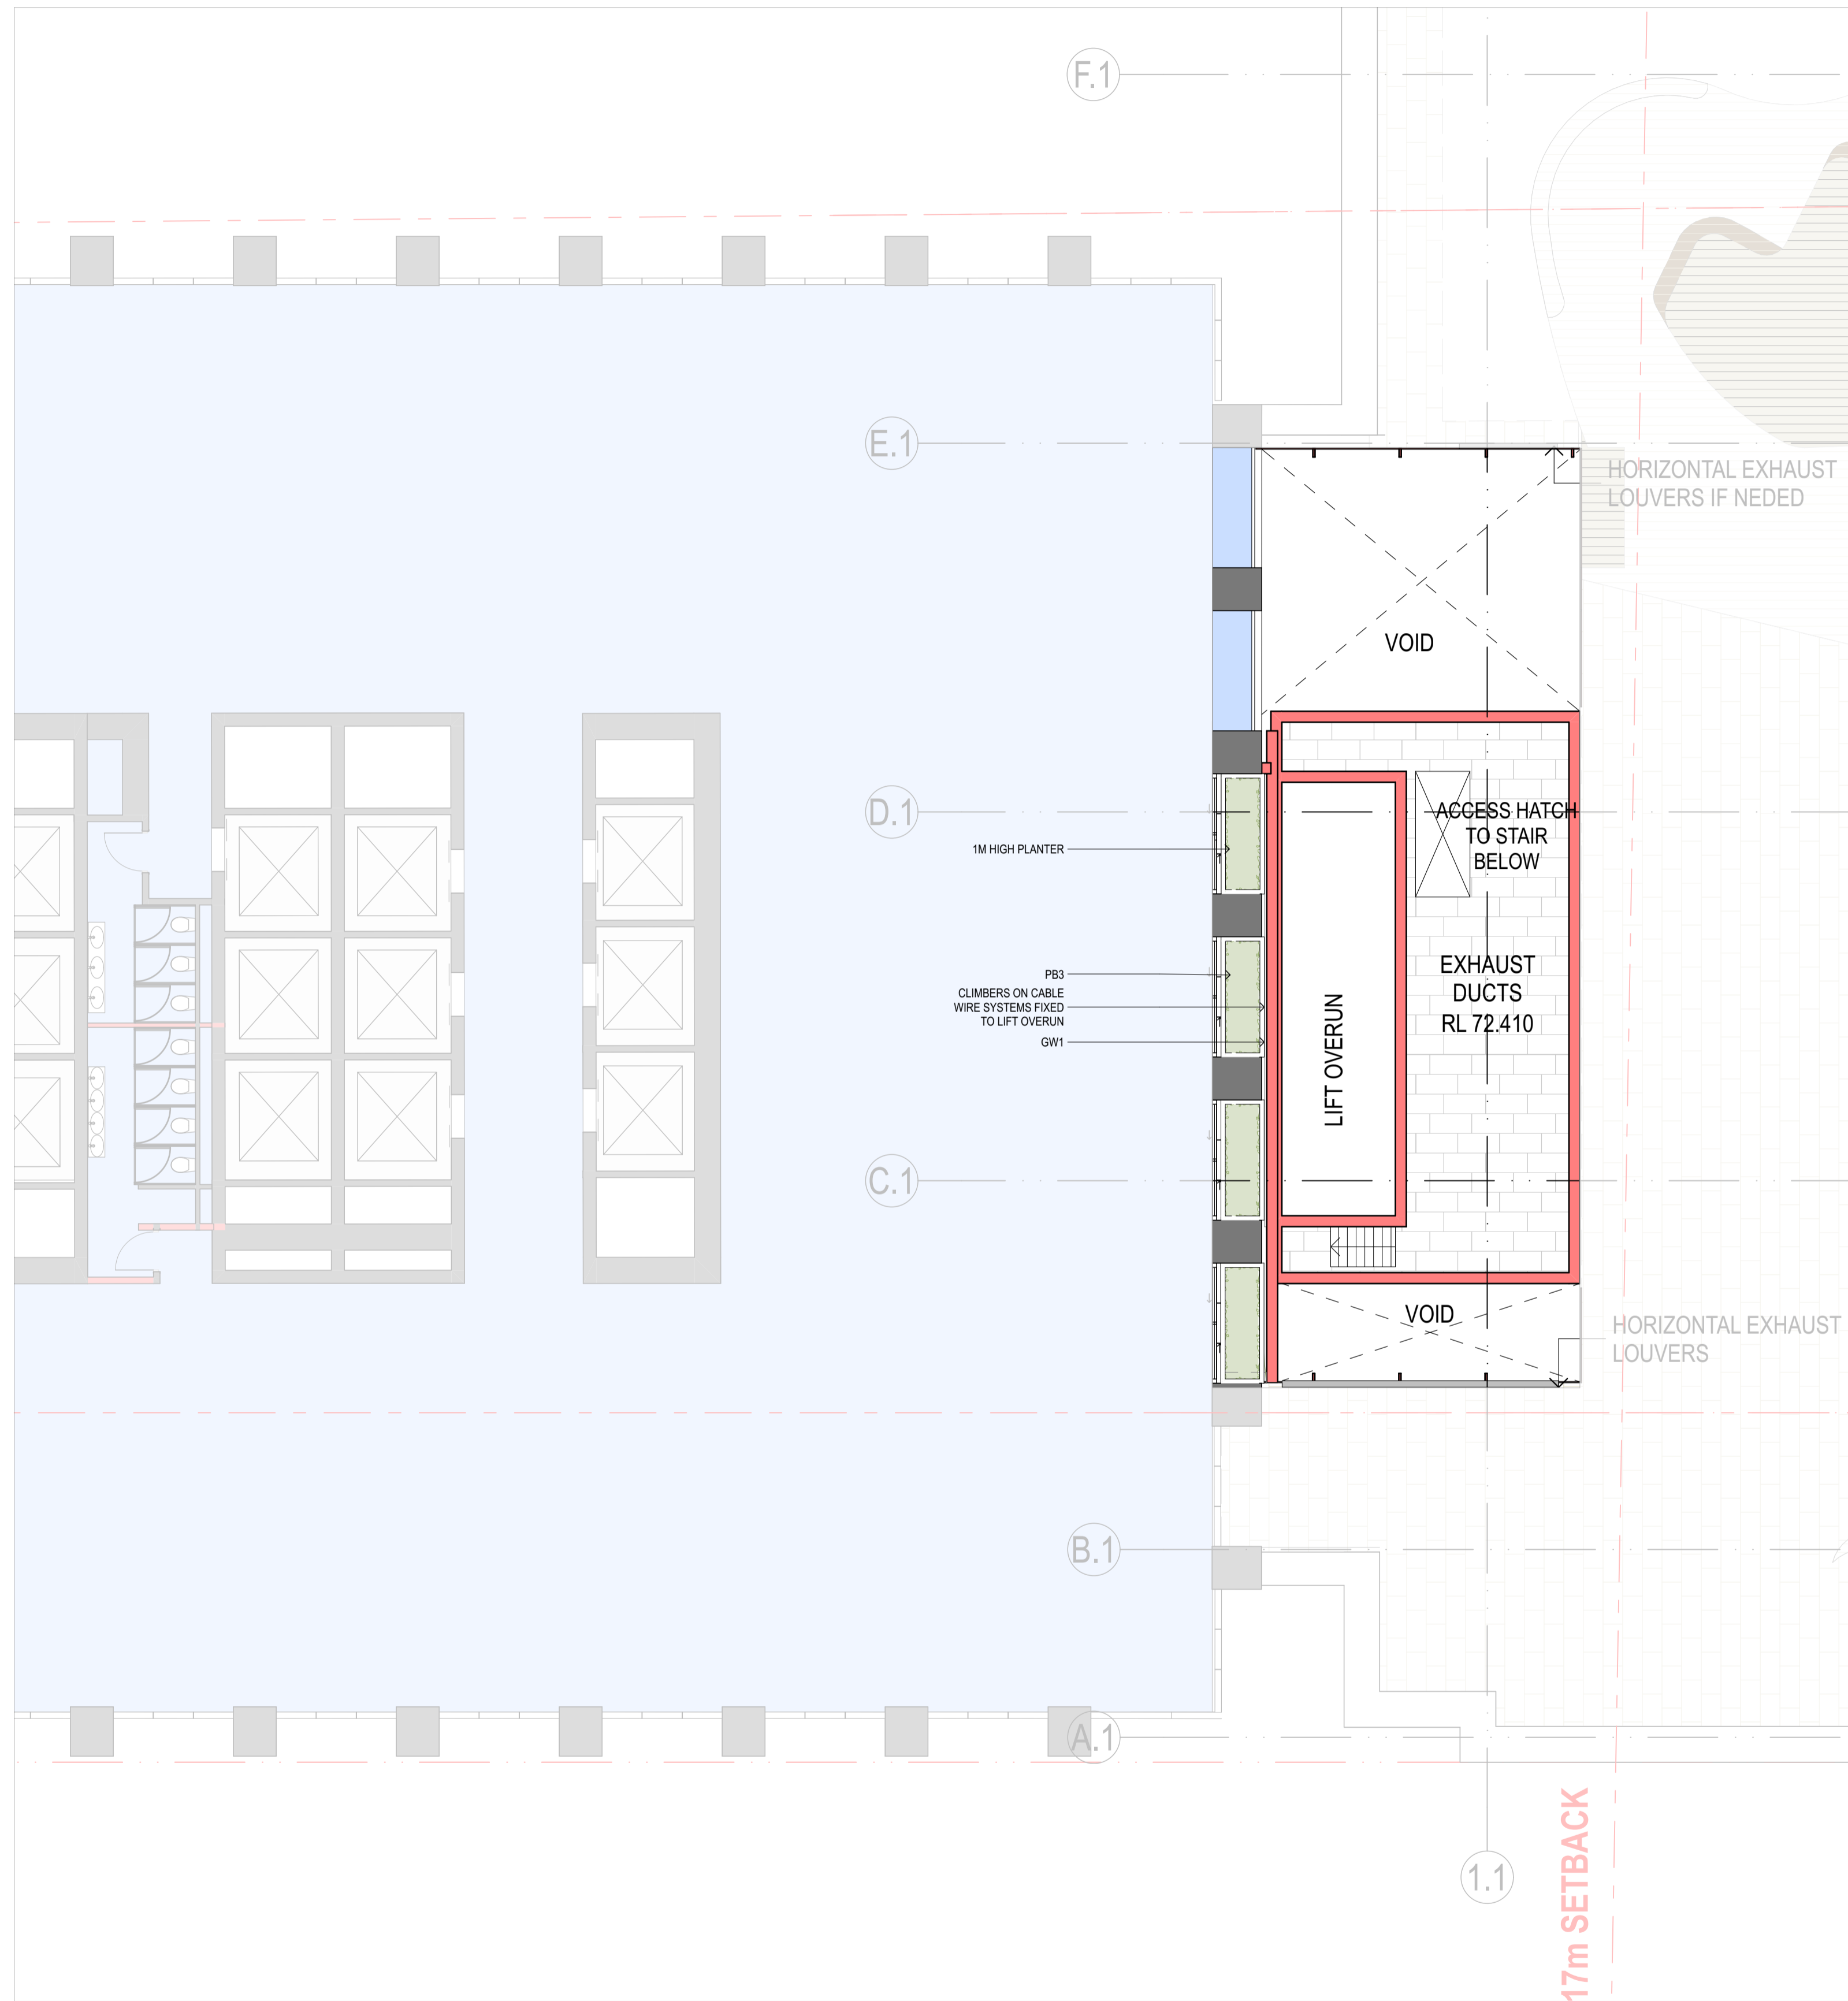 F.1
E.1
HORIZONTAL EXHAUST
LOUVERS IF NEDED
VOID
D.1
ACCESS HATCH
TO STAIR
BELOW
1M HIGH PLANTER
PB3
CLIMBERS ON CABLE
WIRE SYSTEMS FIXED
TO LIFT OVERUN
GW1
EXHAUST
DUCTS
RL 72.410
LIFT OVERUN
C.1
VOID
HORIZONTAL EXHAUST
LOUVERS
B.1
A.1
1.1
17m SETBACK